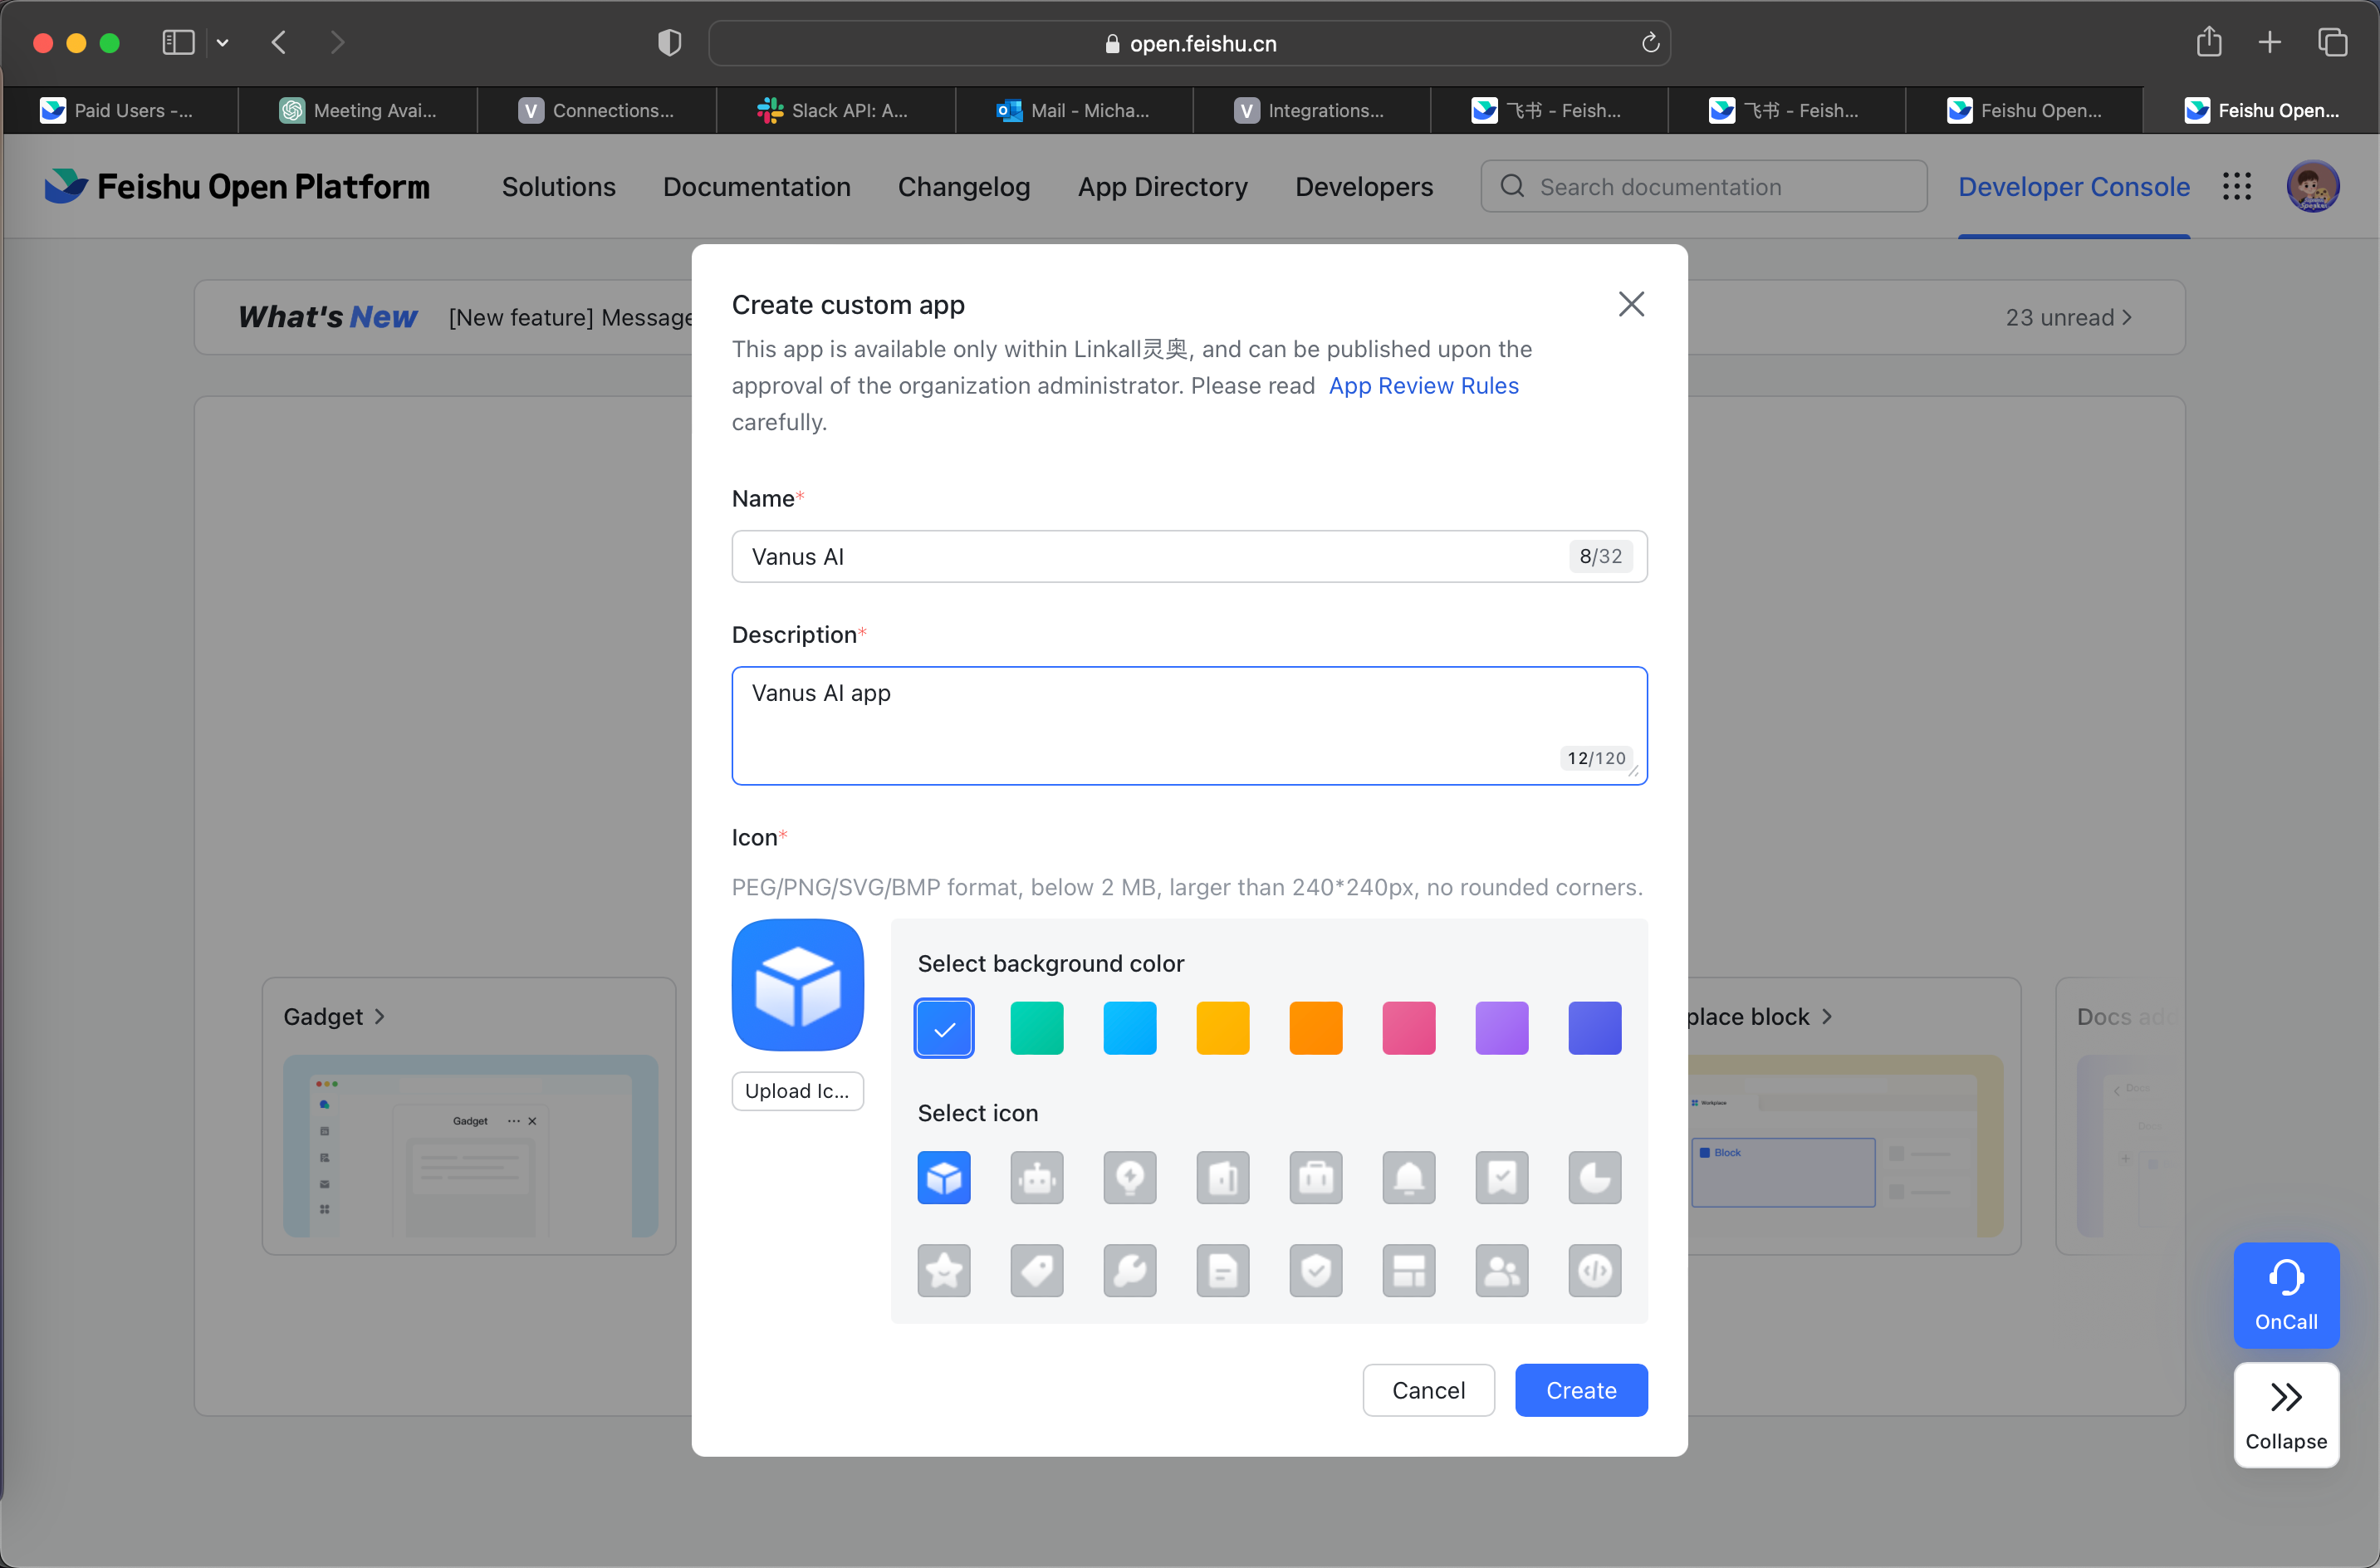 open.feishu.cn
Paid Users -...
Meeting Avai...
V Connections...
Slack API: A...
Mail - Micha...
V Integrations...
飞书 - Feish...
飞书 - Feish...
Feishu Open...
Feishu Open...
Feishu Open Platform
Solutions
Documentation
Changelog
App Directory
Developers
Search documentation
Developer Console
What's New
[New feature] Message
23 unread
Create custom app
This app is available only within Linkall灵奥, and can be published upon the
approval of the organization administrator. Please read App Review Rules
carefully.
Name*
Vanus AI
8/32
Description*
Vanus AI app
12/120
Icon*
PEG/PNG/SVG/BMP format, below 2 MB, larger than 240*240px, no rounded corners.
Select background color
Upload Ic...
Select icon
Gadget
Gadget
place block
Workplace
Block
Docs add
Docs
Docs
Cancel
Create
OnCall
Collapse